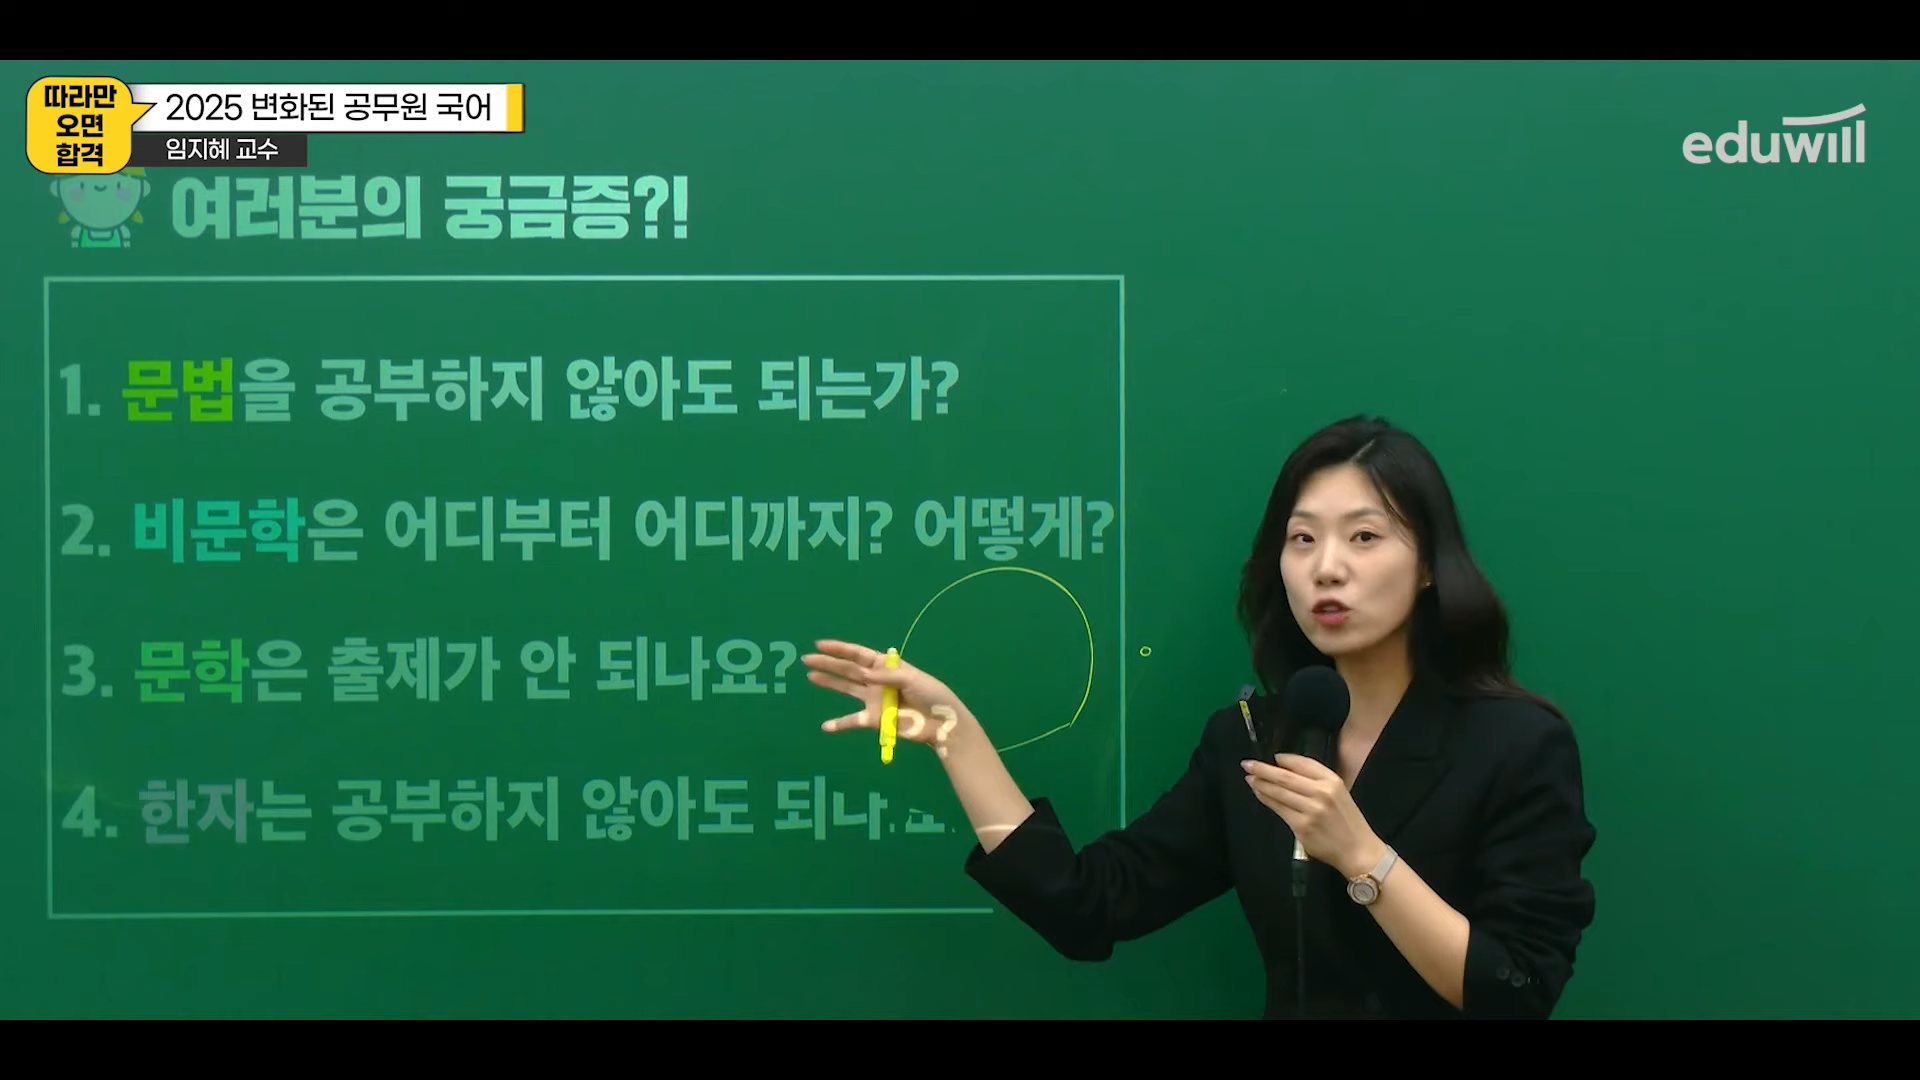 따라만
오면
합격
2025 변화된 공무원 국어
임지혜 교수
eduwill
여러분의 궁금증?!
1. 문법을 공부하지 않아도 되는가?
2. 비문학은 어디부터 어디까지? 어떻게?
3. 문학은 출제가 안 되나요?
4. 한자는 공부하지 않아도 되나요?